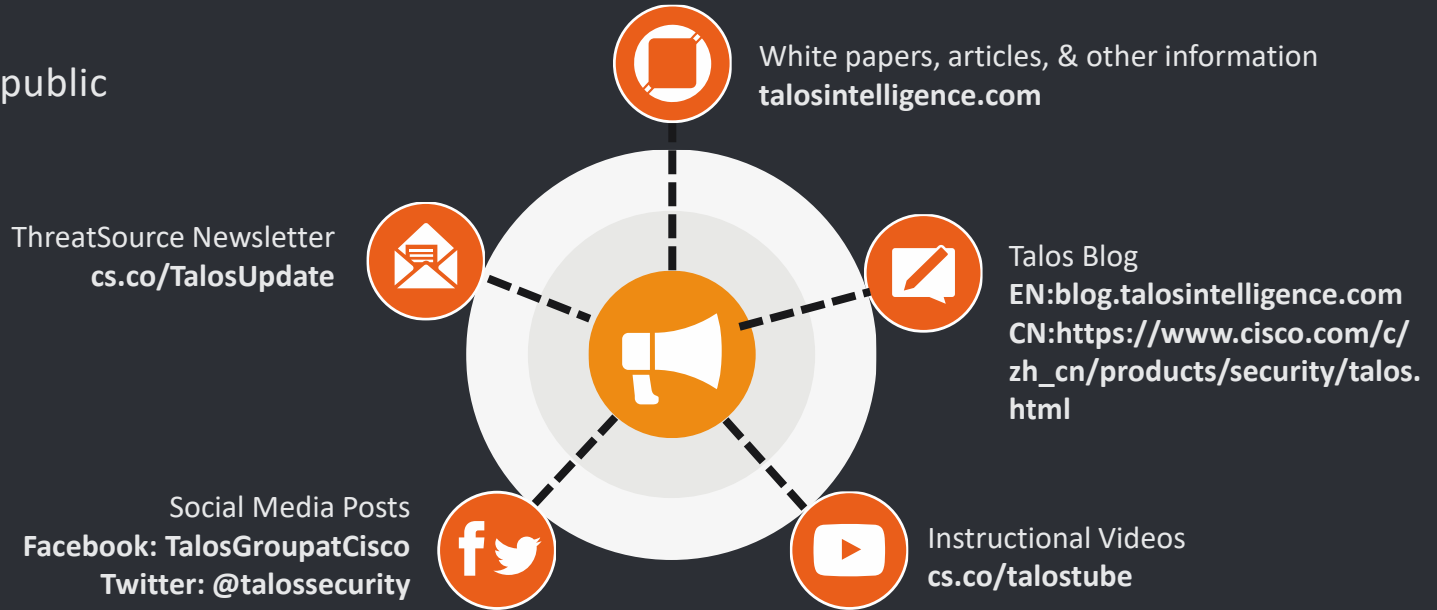 public
White papers, articles, & other information
talosintelligence.com
ThreatSource Newsletter
cs.co/TalosUpdate
Talos Blog
EN:blog.talosintelligence.com
CN:https://www.cisco.com/c/
zh_cn/products/security/talos.
html
Social Media Posts
Facebook: TalosGroupatCisco
Twitter: @talossecurity
Instructional Videos
cs.co/talostube